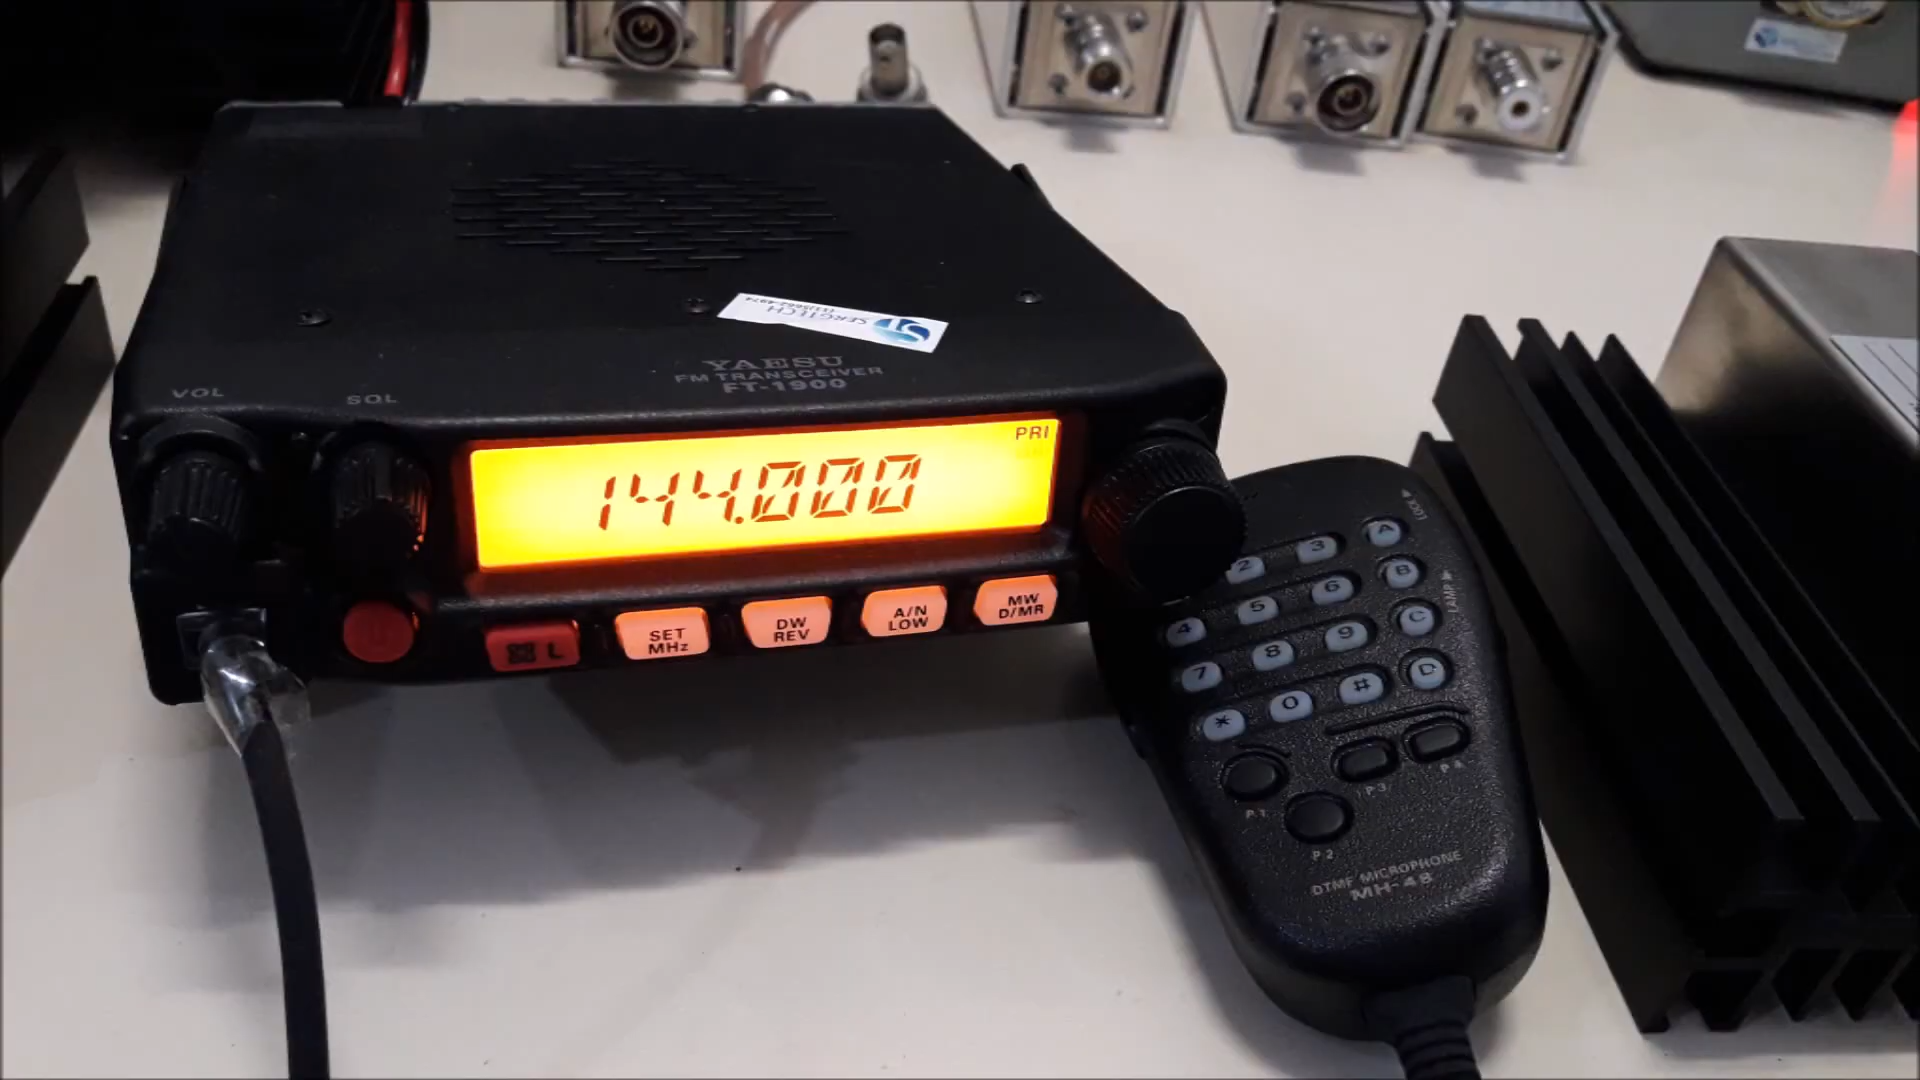 SERGTECH
YAESU
FM TRANSCEIVER
FT-1900
VOL
SQL
PRI
144.000
L
SET
MHz
DW
REV
A/N
LOW
MW
D/MR
LOCK
LAMP
2
3
A
4
5
6
B
7
8
9
C
*
0
#
D
P1
P2
P3
P4
DTMF MICROPHONE
MH-48